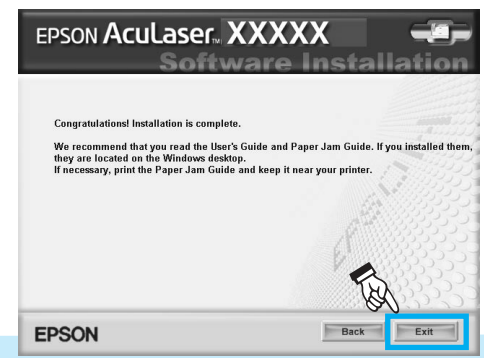 EPSON AcuLaser™ XXXXX
Software Installation
Congratulations! Installation is complete.
We recommend that you read the User's Guide and Paper Jam Guide. If you installed them,
they are located on the Windows desktop.
If necessary, print the Paper Jam Guide and keep it near your printer.
EPSON
EPSON
Back
Exit